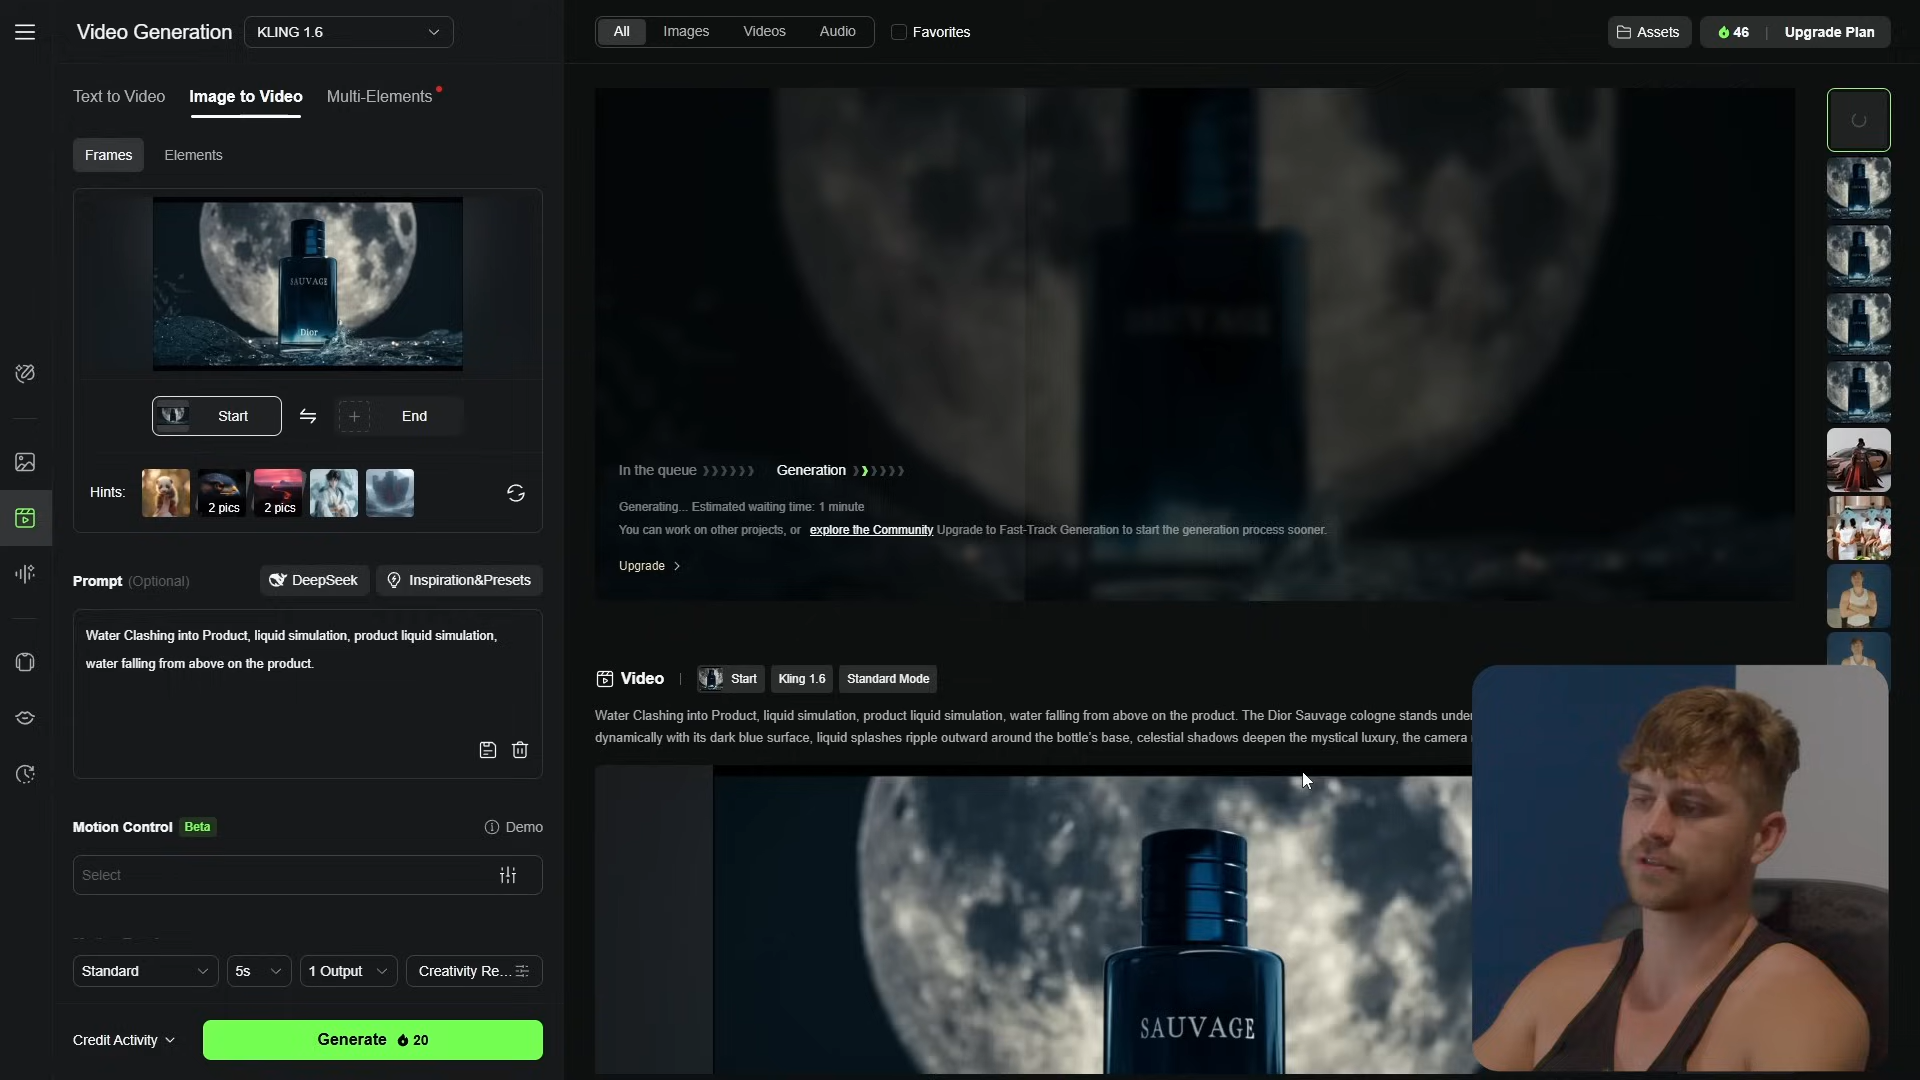 Video Generation
KLING 1.6
All
Images
Videos
Audio
Favorites
Assets
46
Upgrade Plan
Text to Video
Image to Video
Multi-Elements
Frames
Elements
SAUVAGE
Dior
Start
End
Hints:
2 pics
2 pics
Prompt (Optional)
DeepSeek
Inspiration&Presets
Water Clashing into Product, liquid simulation, product liquid simulation,
water falling from above on the product.
Motion Control Beta
Demo
Select
Standard
5s
1 Output
Creativity Re...
Credit Activity
Generate 20
SAUVAGE
In the queue
Generation
Generating... Estimated waiting time: 1 minute
You can work on other projects, or explore the Community Upgrade to Fast-Track Generation to start the generation process sooner.
Upgrade
Video
Start
Kling 1.6
Standard Mode
Water Clashing into Product, liquid simulation, product liquid simulation, water falling from above on the product. The Dior Sauvage cologne stands unde
dynamically with its dark blue surface, liquid splashes ripple outward around the bottle's base, celestial shadows deepen the mystical luxury, the camera
SAUVAGE